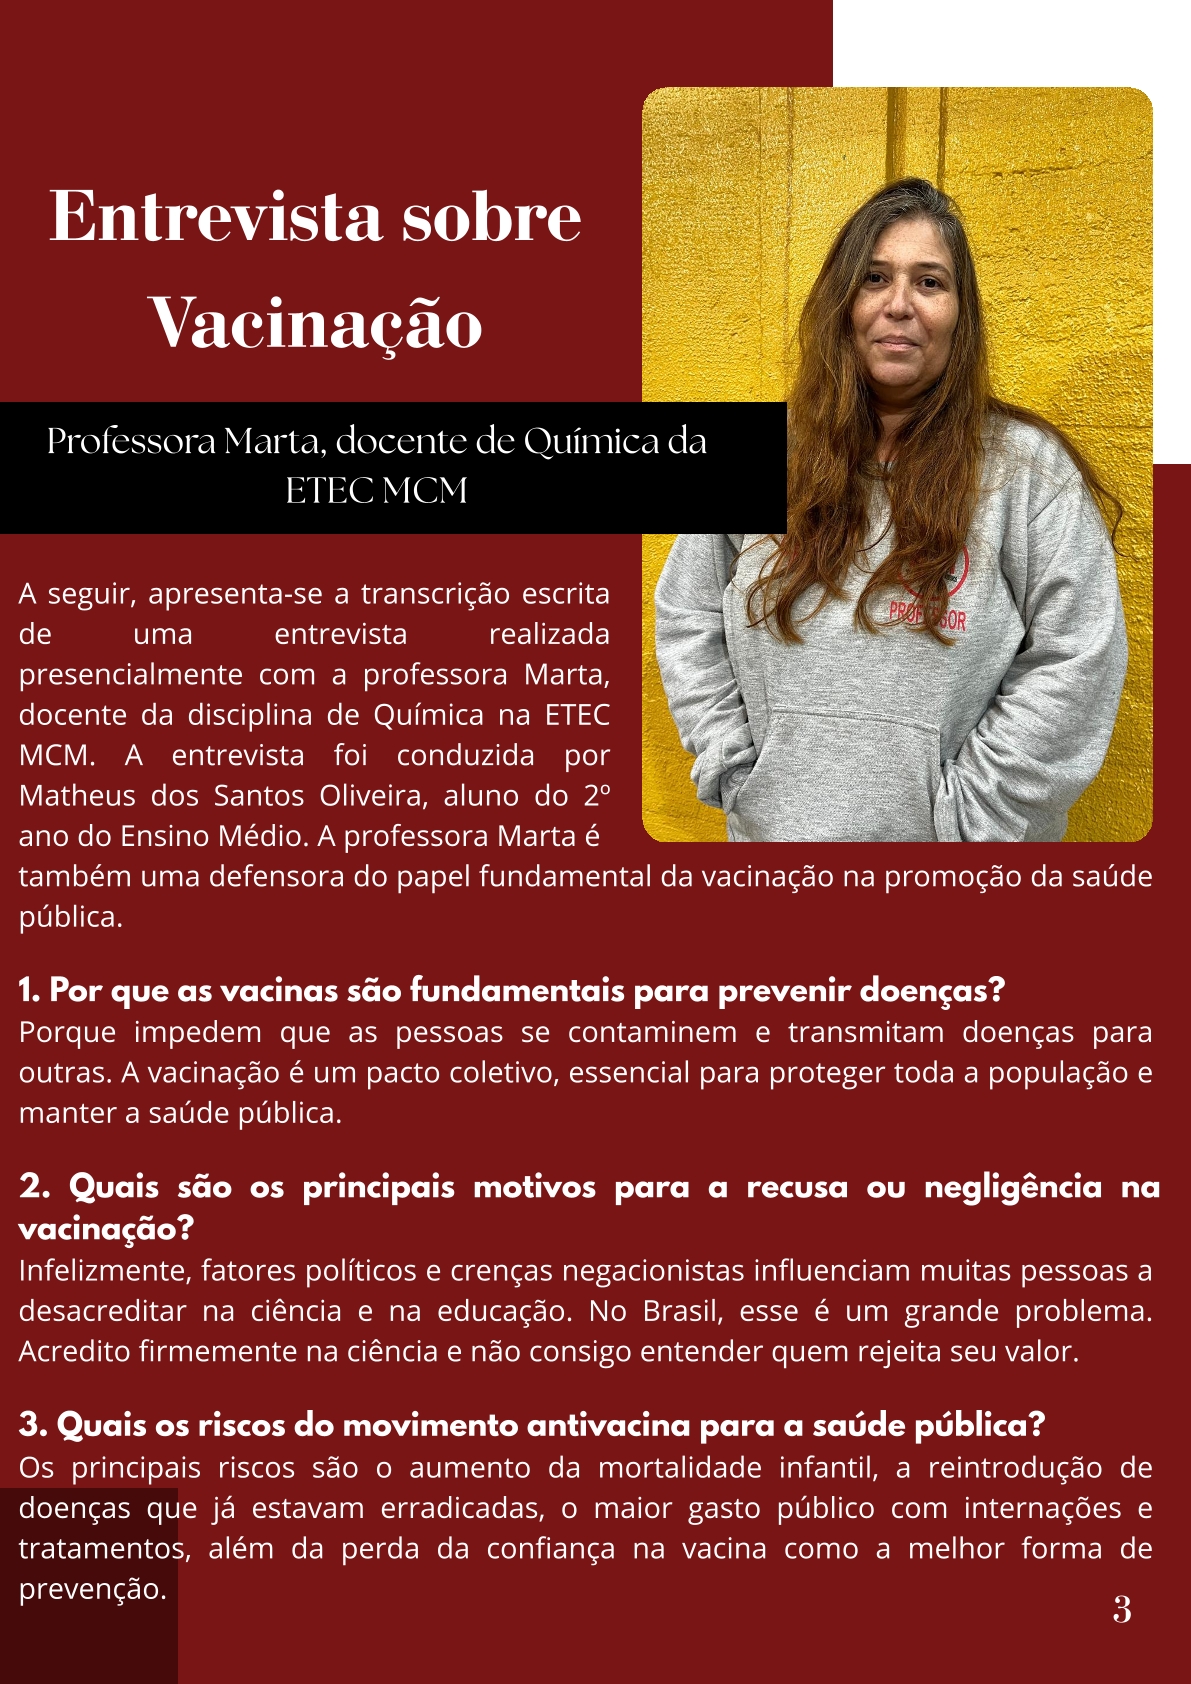 Entrevista sobre
Vacinação
Professora Marta, docente de Química da
ETEC MCM
PROFESSOR
A seguir, apresenta-se a transcrição escrita
de uma entrevista realizada
presencialmente com a professora Marta,
docente da disciplina de Química na ETEC
MCM. A entrevista foi conduzida por
Matheus dos Santos Oliveira, aluno do 2º
ano do Ensino Médio. A professora Marta é
também uma defensora do papel fundamental da vacinação na promoção da saúde
pública.
1. Por que as vacinas são fundamentais para prevenir doenças?
Porque impedem que as pessoas se contaminem e transmitam doenças para
outras. A vacinação é um pacto coletivo, essencial para proteger toda a população e
manter a saúde pública.
2. Quais são os principais motivos para a recusa ou negligência na
vacinação?
Infelizmente, fatores políticos e crenças negacionistas influenciam muitas pessoas a
desacreditar na ciência e na educação. No Brasil, esse é um grande problema.
Acredito firmemente na ciência e não consigo entender quem rejeita seu valor.
3. Quais os riscos do movimento antivacina para a saúde pública?
Os principais riscos são o aumento da mortalidade infantil, a reintrodução de
doenças que já estavam erradicadas, o maior gasto público com internações e
tratamentos, além da perda da confiança na vacina como a melhor forma de
prevenção.
3